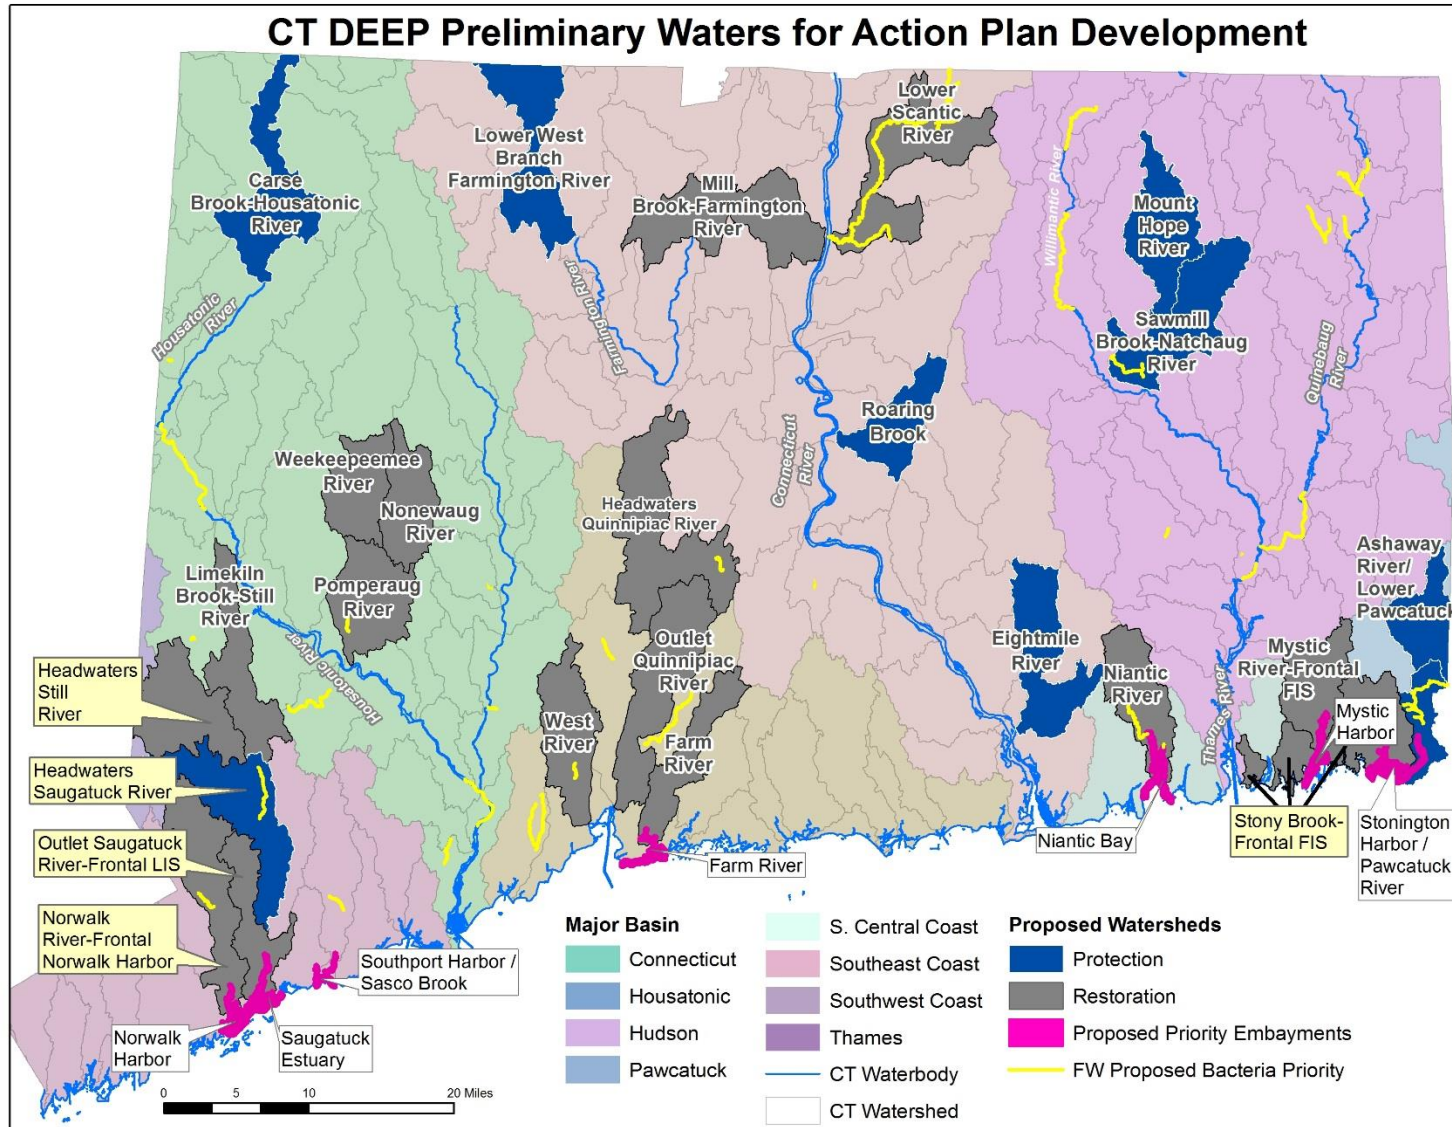 CT DEEP Preliminary Waters for Action Plan Development
Lower
Scantic
River
Lower West
Branch
Farmington River
Carse
Brook-Housatonic
River
Mill
Brook-Farmington
River
Willimantic River
Mount
Hope
River
Sawmill
Brook-Natchaug
River
Housatonic
River
Farmington River
Quinebaug
River
Roaring
Brook
Connecticut
River
Weekeepeemee
River
Nonewaug
River
Headwaters
Quinnipiac River
Limekiln
Brook-Still
River
Pomperaug
River
Ashaway
River/
Lower
Pawcatuck
Housatonic River
Outlet
Quinnipiac
River
Eightmile
River
Niantic
River
Mystic
River-Frontal
FIS
Thames River
Headwaters
Still
River
West
River
Farm
River
Mystic
Harbor
Headwaters
Saugatuck River
Outlet Saugatuck
River-Frontal LIS
Niantic Bay
Stony Brook-
Frontal FIS
Stonington
Harbor /
Pawcatuck
River
Farm River
Norwalk
River-Frontal
Norwalk Harbor
Southport Harbor /
Sasco Brook
Norwalk
Harbor
Saugatuck
Estuary
0 5 10 20 Miles
Major Basin
Connecticut
Housatonic
Hudson
Pawcatuck
S. Central Coast
Southeast Coast
Southwest Coast
Thames
CT Waterbody
CT Watershed
Proposed Watersheds
Protection
Restoration
Proposed Priority Embayments
FW Proposed Bacteria Priority